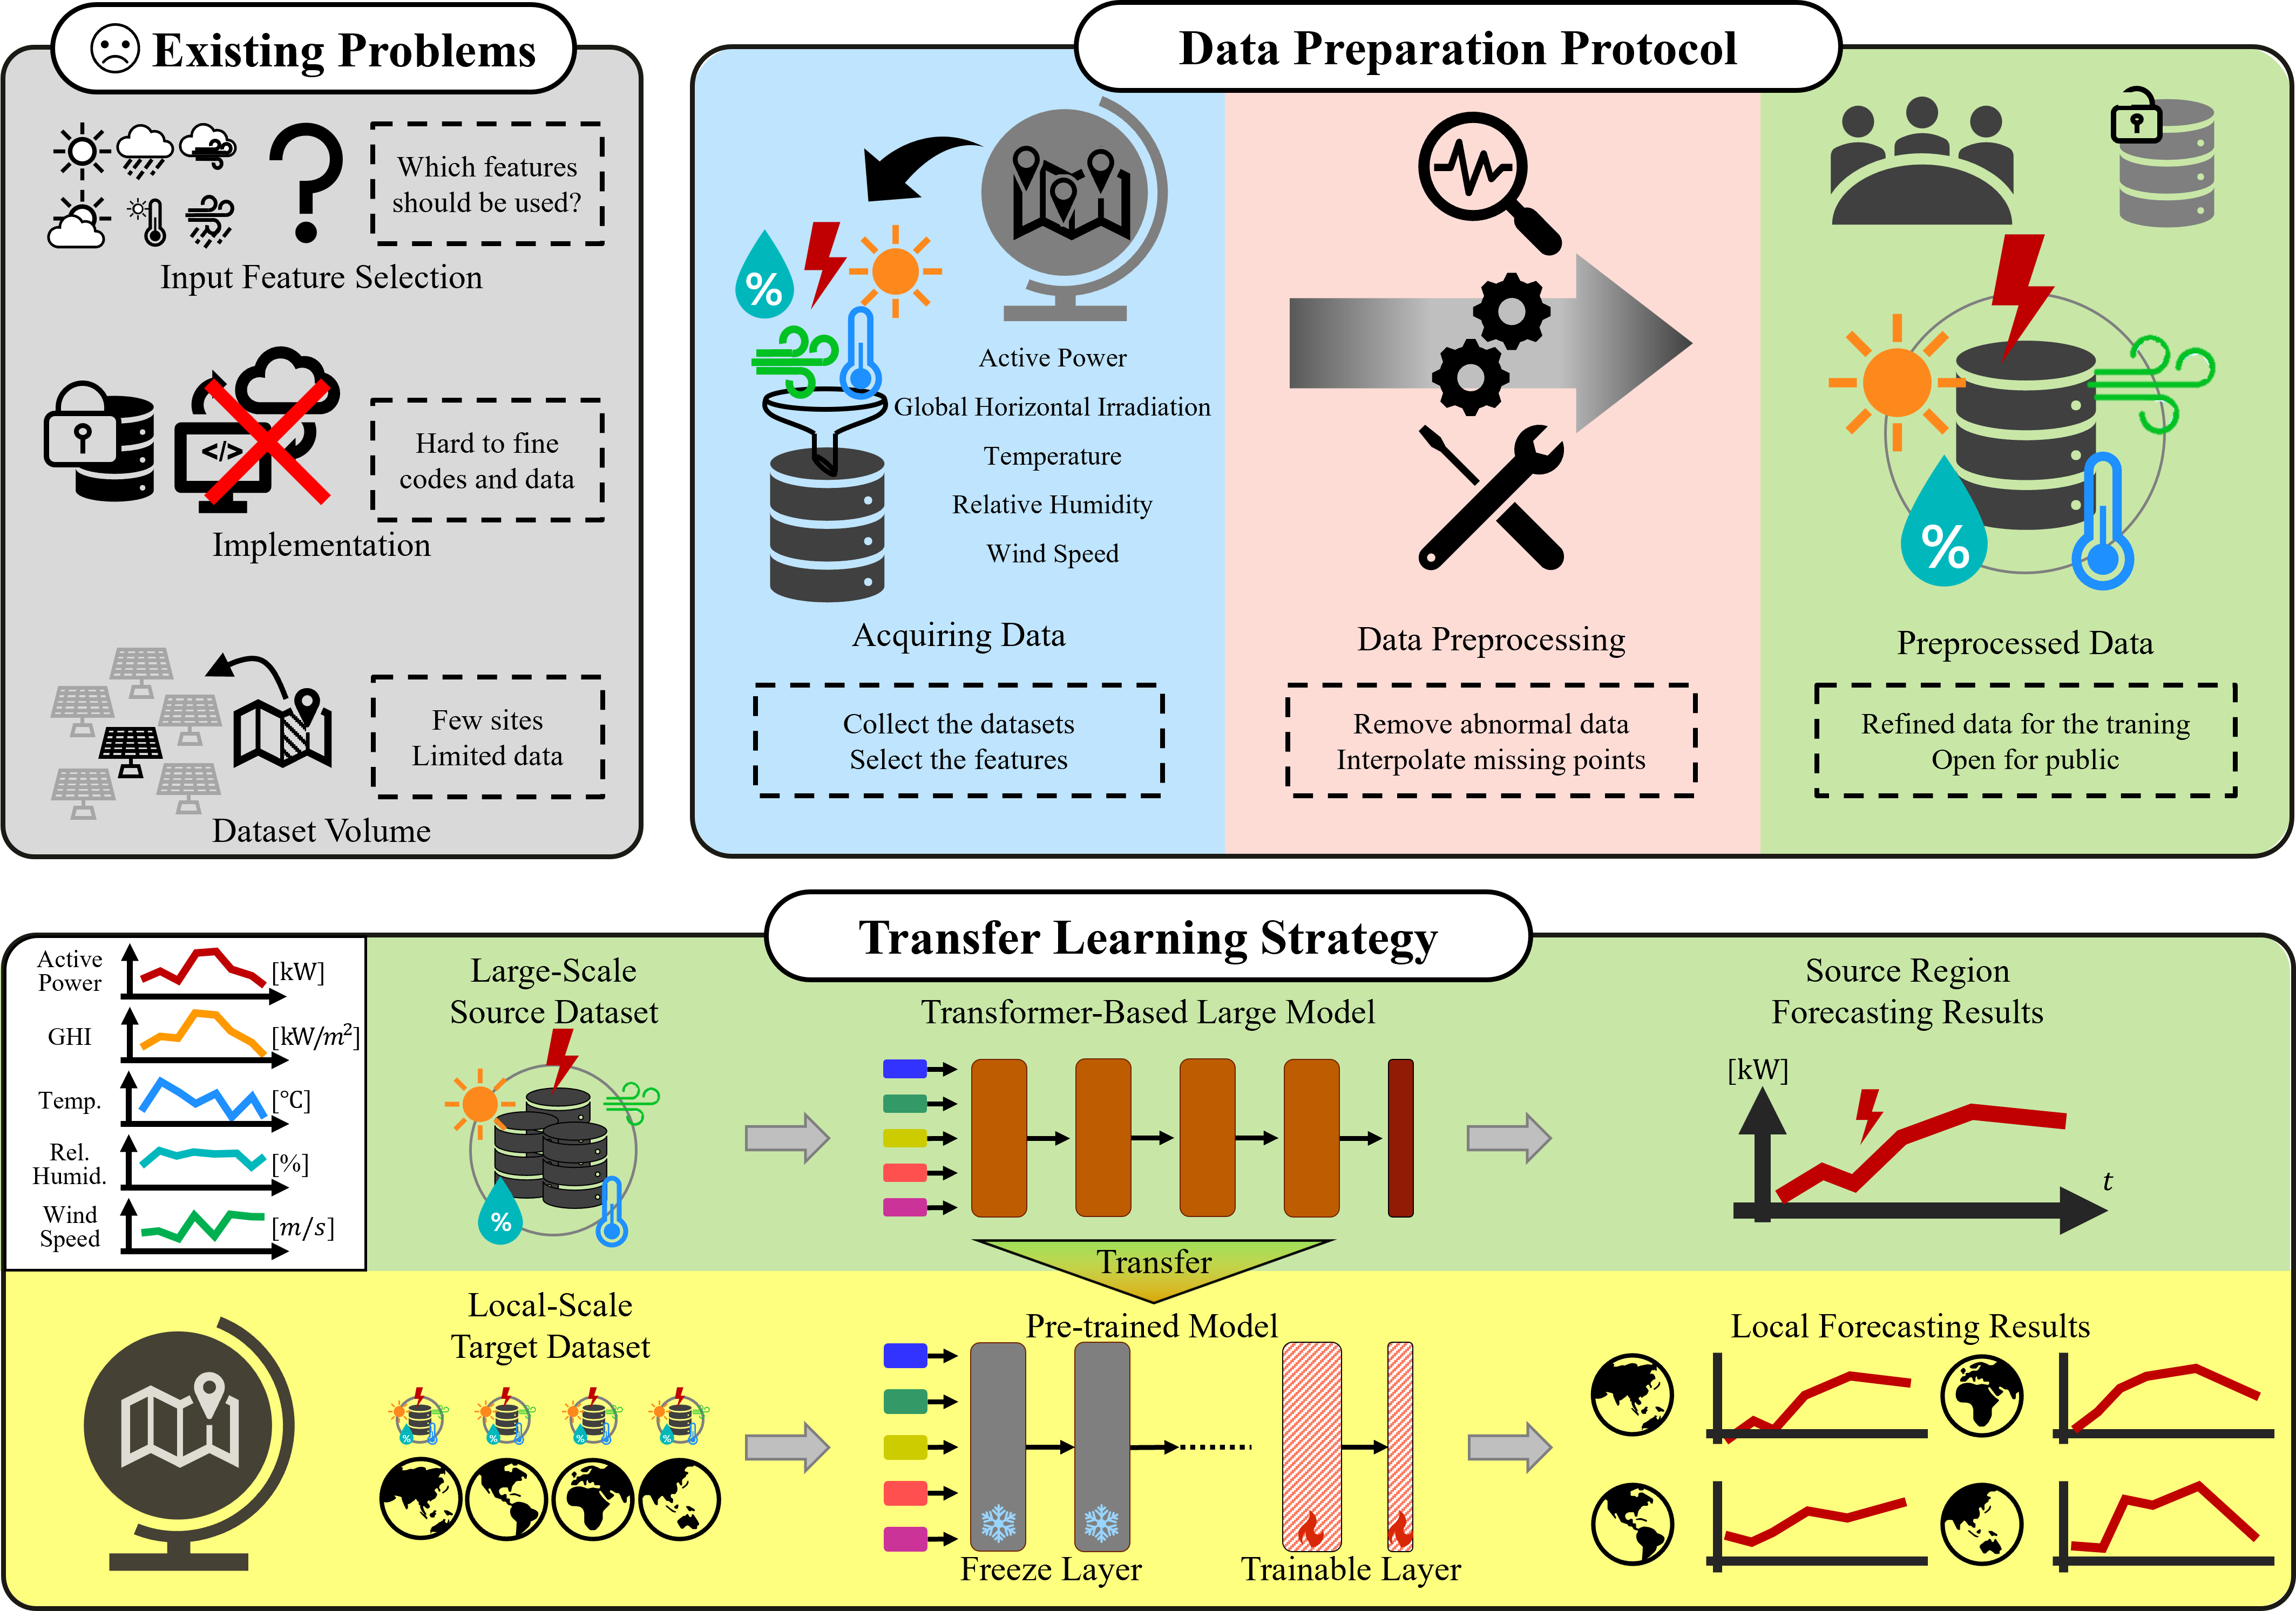 Existing Problems
Which features
should be used?
Input Feature Selection
</>
Hard to fine
codes and data
Implementation
Few sites
Limited data
Dataset Volume
Data Preparation Protocol
%
Active Power
Global Horizontal Irradiation
Temperature
Relative Humidity
Wind Speed
Acquiring Data
Collect the datasets
Select the features
Data Preprocessing
Remove abnormal data
Interpolate missing points
%
Preprocessed Data
Refined data for the traning
Open for public
Transfer Learning Strategy
Active
Power
[kW]
GHI
[kW/m²]
Temp.
[°C]
Rel.
Humid.
[%]
Wind
Speed
[m/s]
Large-Scale
Source Dataset
%
Transformer-Based Large Model
Source Region
Forecasting Results
[kW]
t
Transfer
Local-Scale
Target Dataset
%
%
%
%
Pre-trained Model
Freeze Layer
Trainable Layer
Local Forecasting Results